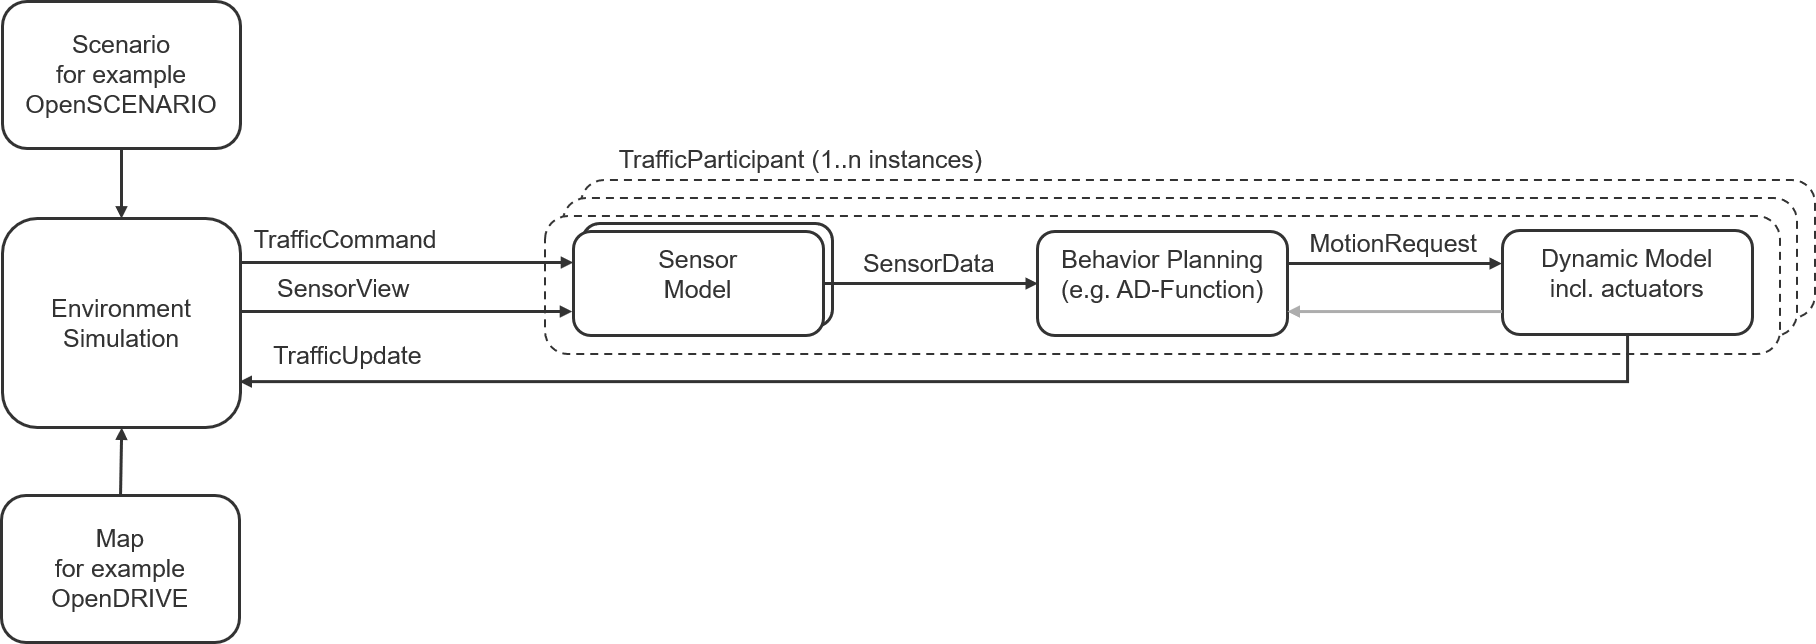 Scenario
for example
OpenSCENARIO
TrafficParticipant (1..n instances)
TrafficCommand
SensorView
TrafficUpdate
Environment
Simulation
Sensor
Model
SensorData
Behavior Planning
(e.g. AD-Function)
MotionRequest
Dynamic Model
incl. actuators
Map
for example
OpenDRIVE